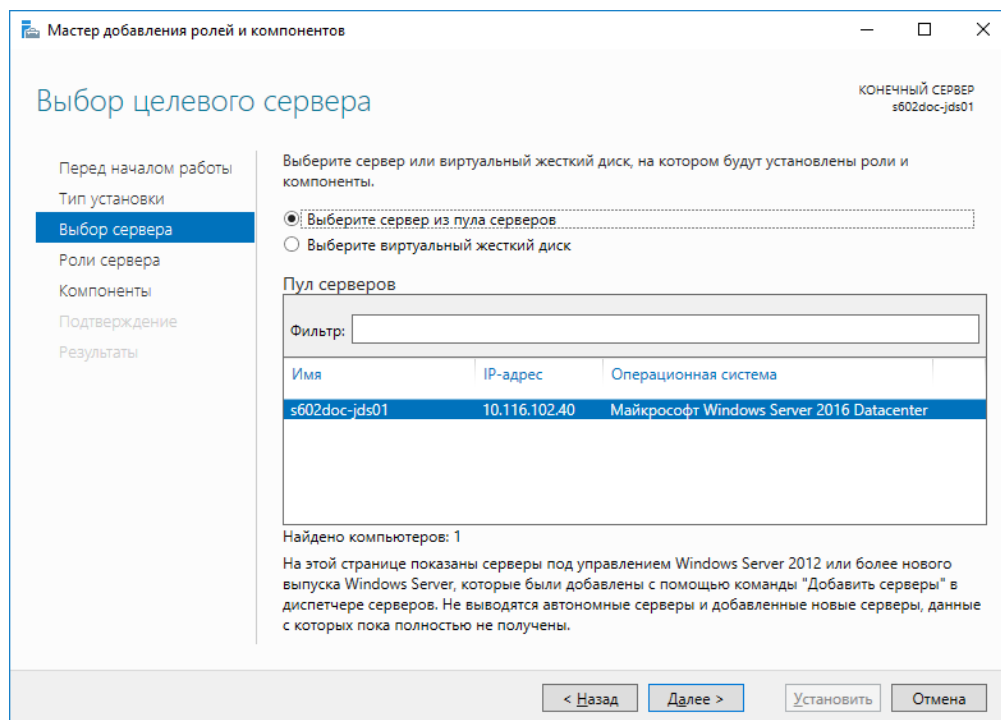 Мастер добавления ролей и компонентов
Выбор целевого сервера
КОНЕЧНЫЙ СЕРВЕР
s602doc-jds01
Перед началом работы
Тип установки
Выбор сервера
Роли сервера
Компоненты
Подтверждение
Результаты
Выберите сервер или виртуальный жесткий диск, на котором будут установлены роли и
компоненты.
Выберите сервер из пула серверов
Выберите виртуальный жесткий диск
Пул серверов
Фильтр:
Имя IP-адрес Операционная система
s602doc-jds01 10.116.102.40 Майкрософт Windows Server 2016 Datacenter
Найдено компьютеров: 1
На этой странице показаны серверы под управлением Windows Server 2012 или более нового
выпуска Windows Server, которые были добавлены с помощью команды "Добавить серверы" в
диспетчере серверов. Не выводятся автономные серверы и добавленные новые серверы, данные
с которых пока полностью не получены.
< Назад Далее > Установить Отмена